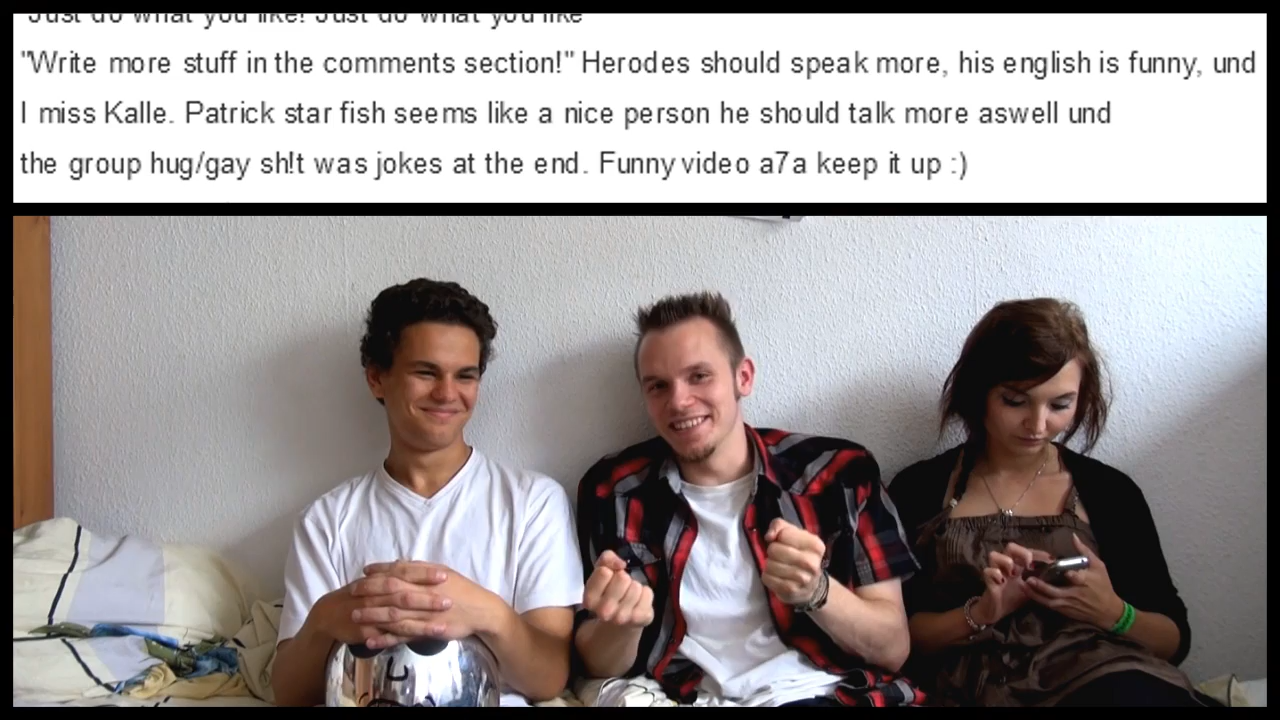 "Just do what you like! Just do what you like
"Write more stuff in the comments section!" Herodes should speak more, his english is funny, und
I miss Kalle. Patrick star fish seems like a nice person he should talk more aswell und
the group hug/gay sh!t was jokes at the end. Funny video a7a keep it up :)